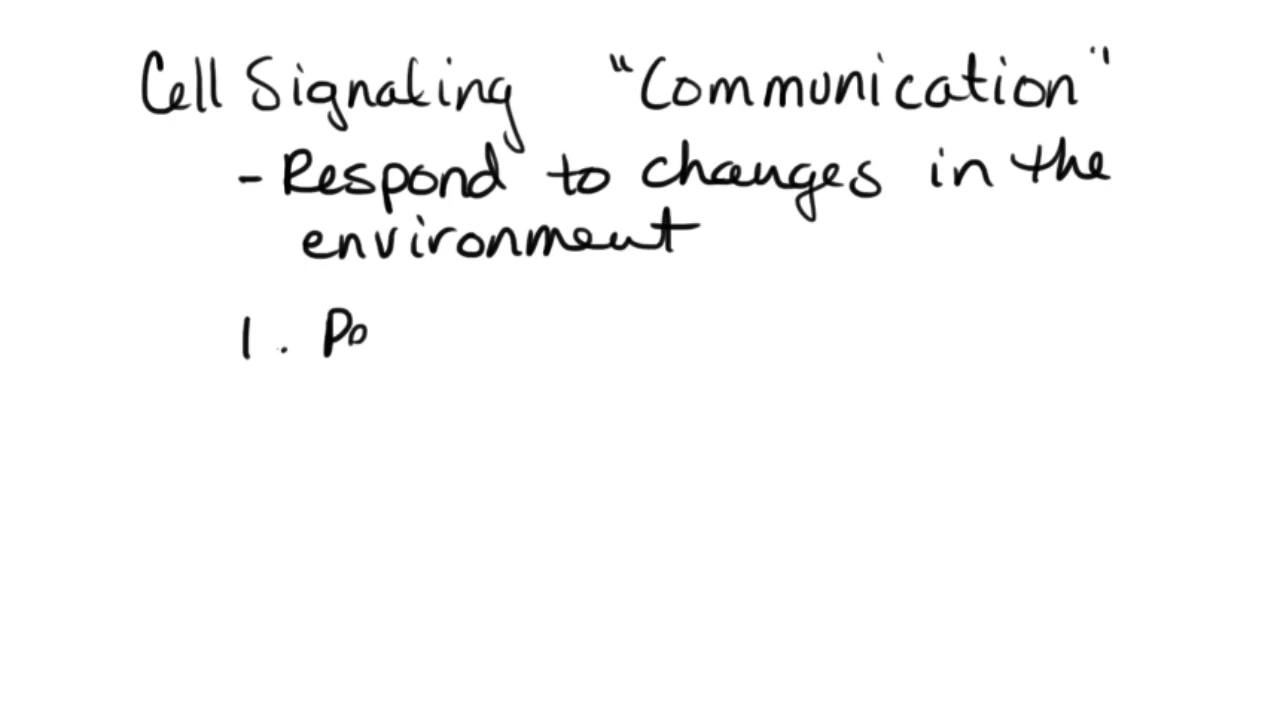 Cell Signaling "Communication"
- Respond to changes in the
environment
1. Po